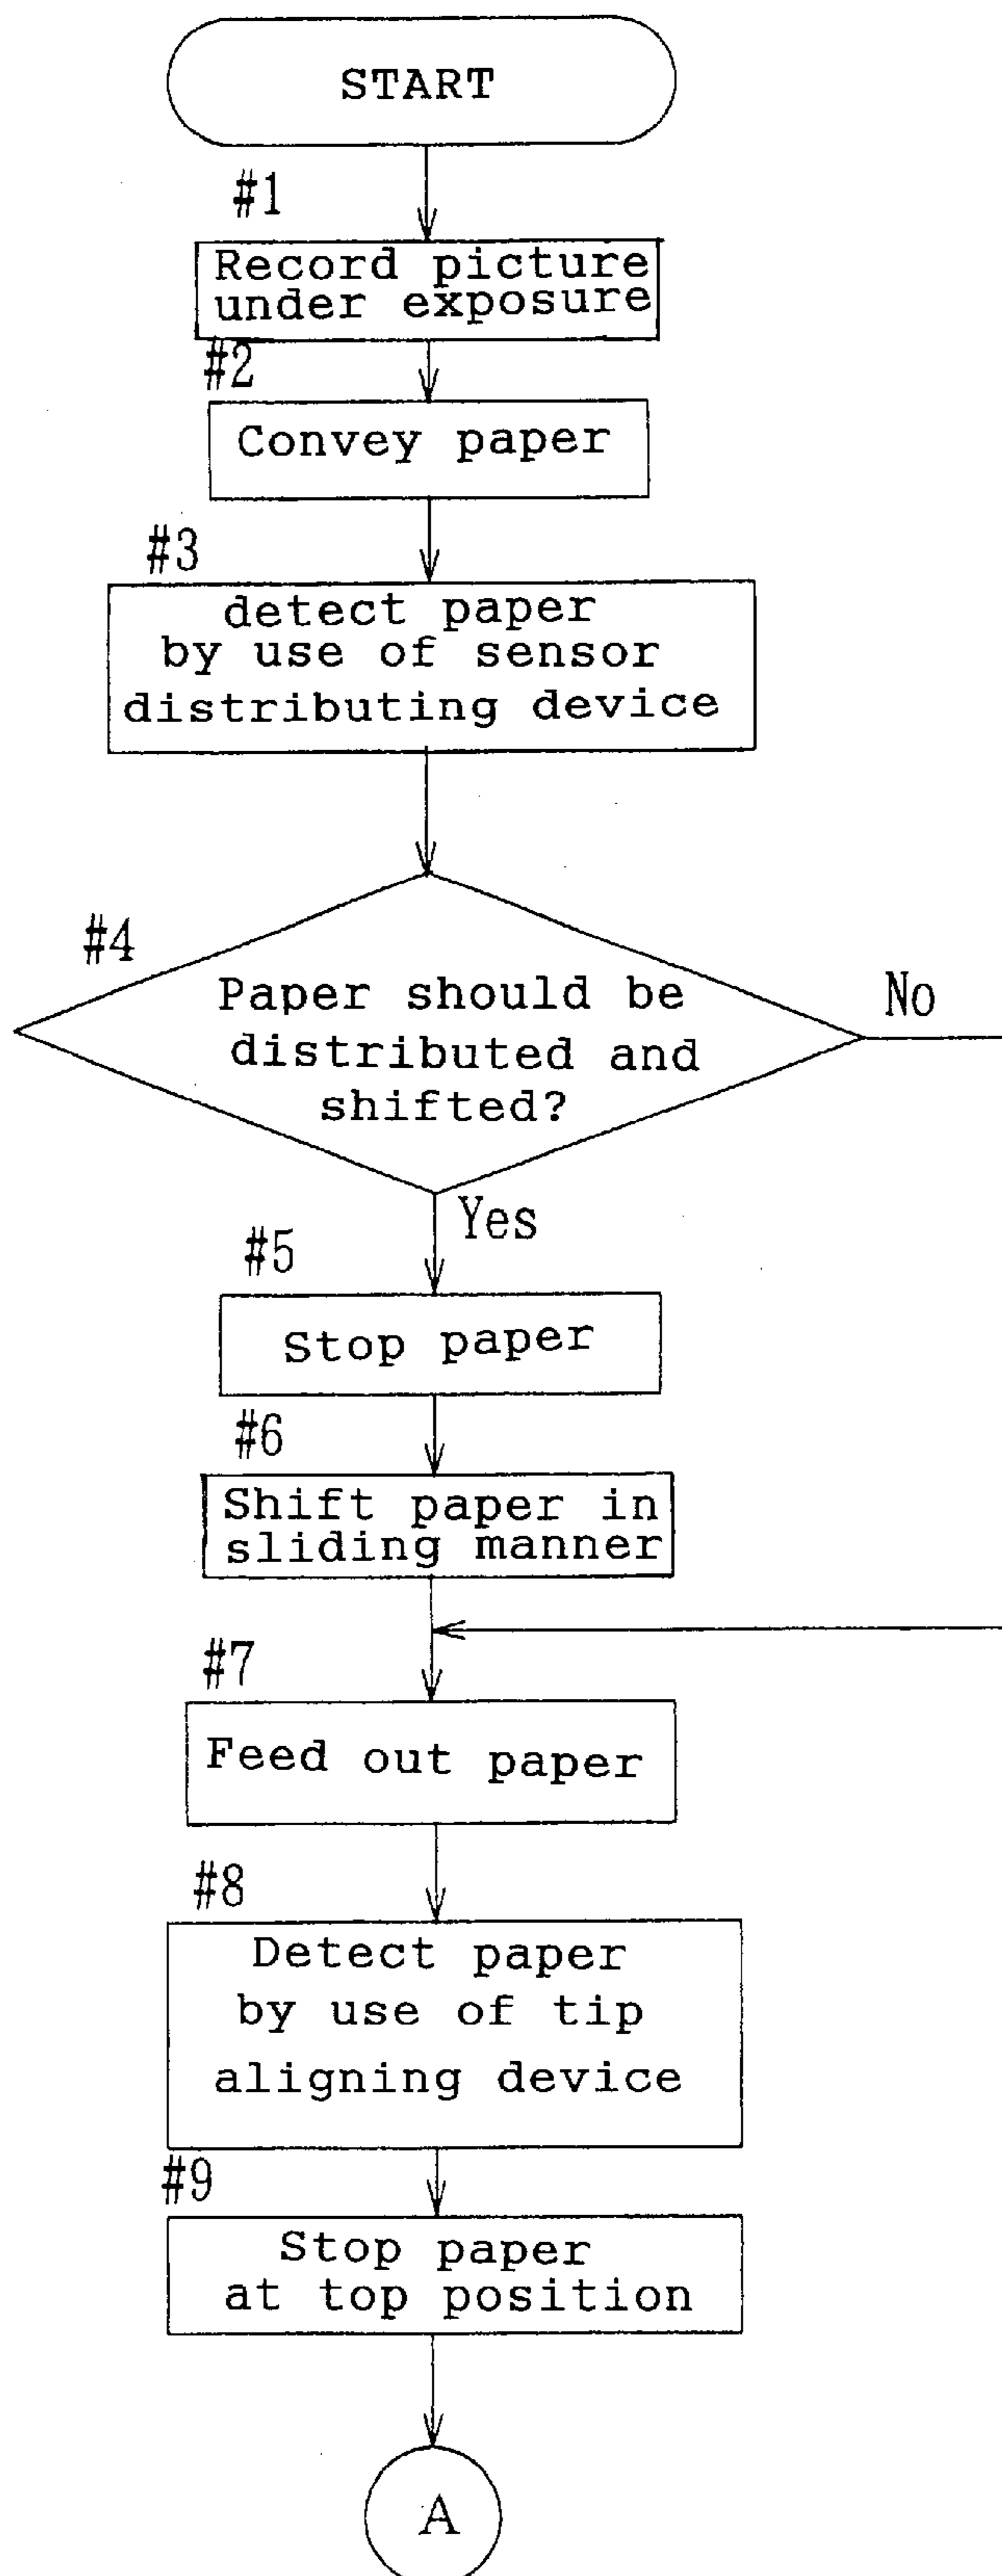 START
#1
Record picture
under exposure
#2
Convey paper
#3
detect paper
by use of sensor
distributing device
#4
Paper should be
distributed and
shifted?
No
Yes
#5
Stop paper
#6
Shift paper in
sliding manner
#7
Feed out paper
#8
Detect paper
by use of tip
aligning device
#9
Stop paper
at top position
A